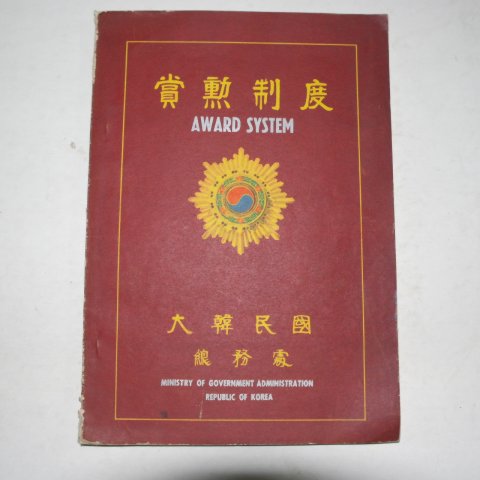 賞勲制度
AWARD SYSTEM
大韓民國
總務處
MINISTRY OF GOVERNMENT ADMINISTRATION
REPUBLIC OF KOREA